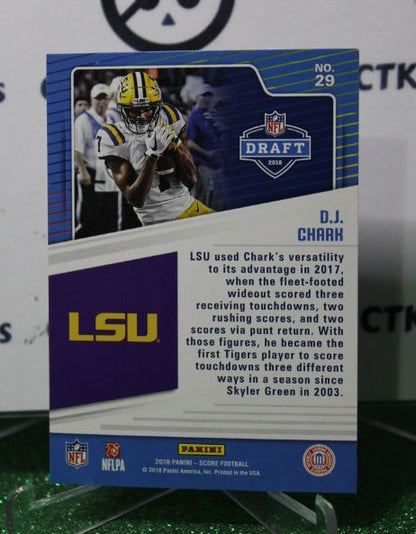 NO.
29
7
NFL
DRAFT
2018
D.J.
CHARK
LSU used Chark's versatility
to its advantage in 2017,
when the fleet-footed
wideout scored three
receiving touchdowns, two
rushing scores, and two
scores via punt return. With
those figures, he became the
first Tigers player to score
touchdowns three different
ways in a season since
Skyler Green in 2003.
LSU
NFL
NFLPA
PANINI
2018 PANINI – SCORE FOOTBALL
© 2018 Panini America, Inc. Printed in the USA.
CTK